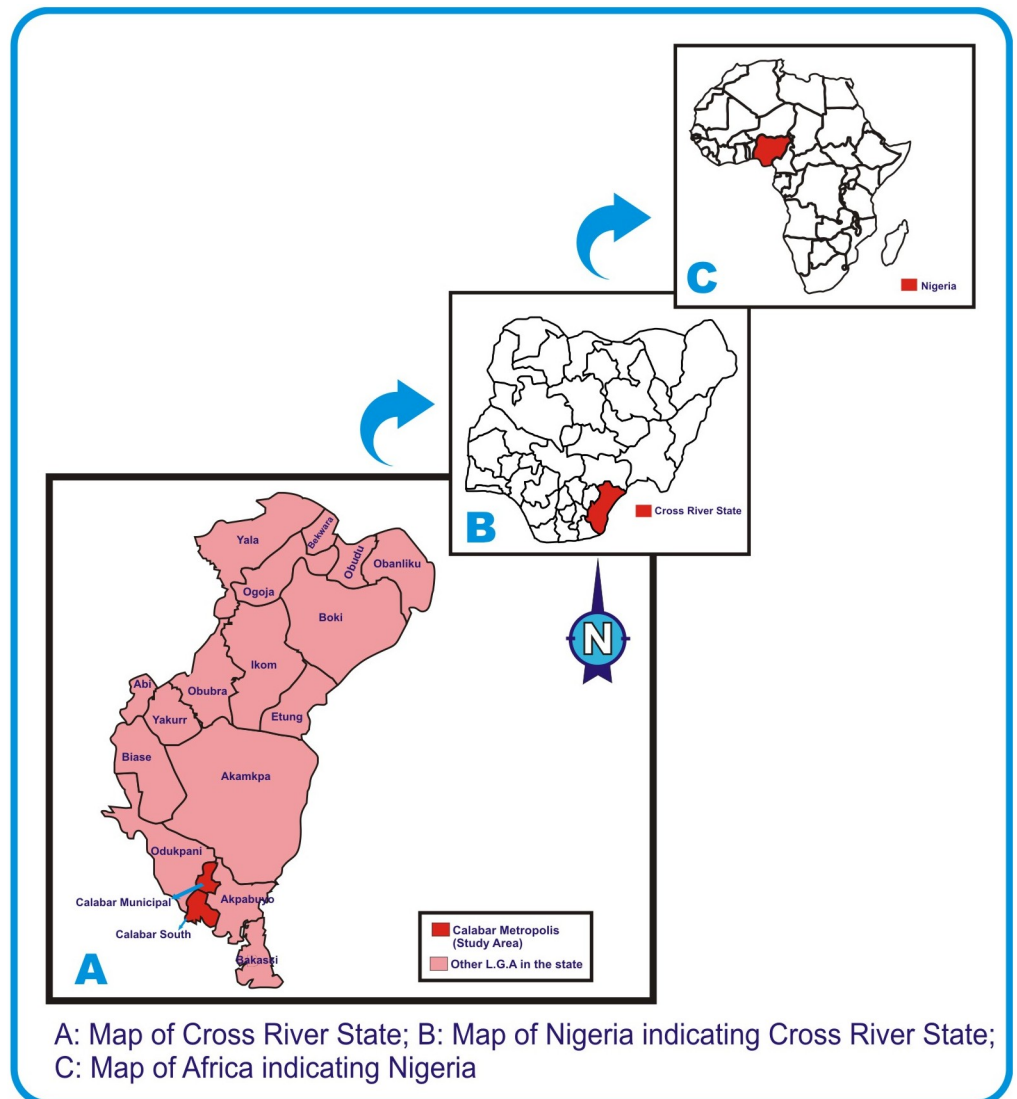 C
Nigeria
B
Cross River State
N
Yala
Bekwara
Obudu
Obanliku
Ogoja
Boki
Ikom
Abi
Obubra
Yakurr
Etung
Biase
Akamkpa
Odukpani
Calabar Municipal
Akpabuyo
Calabar South
Bakassi
A
Calabar Metropolis
(Study Area)
Other L.G.A in the state
A: Map of Cross River State; B: Map of Nigeria indicating Cross River State;
C: Map of Africa indicating Nigeria